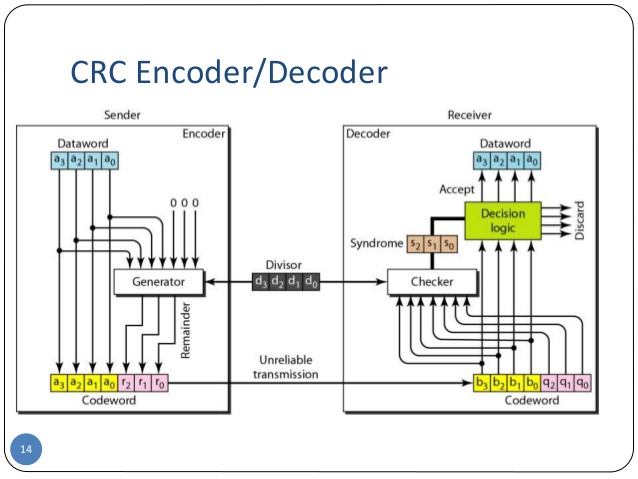 CRC Encoder/Decoder
Sender
Receiver
Encoder
Decoder
Dataword
a3 a2 a1 a0
Dataword
a3 a2 a1 a0
0 0 0
Accept
Decision
logic
Discard
Syndrome
s2 s1 s0
Generator
Divisor
d3 d2 d1 d0
Checker
Remainder
Unreliable
transmission
a3 a2 a1 a0 r2 r1 r0
Codeword
b3 b2 b1 b0 q2 q1 q0
Codeword
14